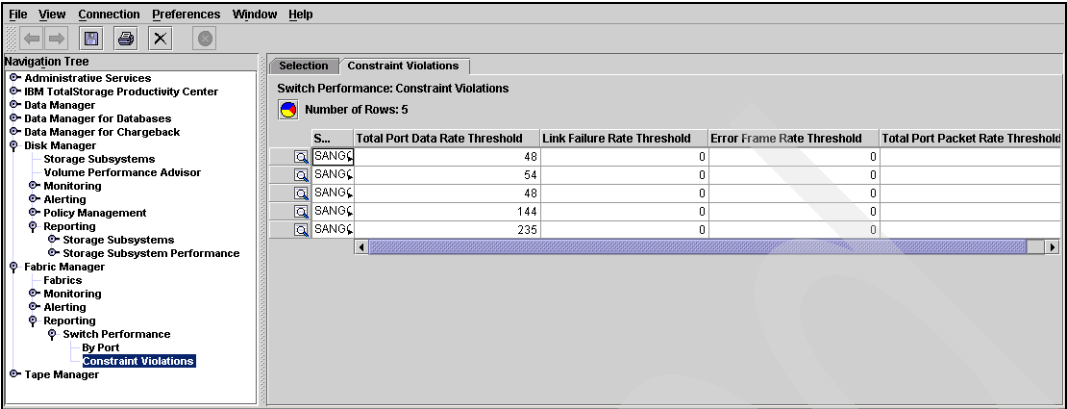 File View Connection Preferences Window Help
Navigation Tree
Administrative Services
IBM TotalStorage Productivity Center
Data Manager
Data Manager for Databases
Data Manager for Chargeback
Disk Manager
Storage Subsystems
Volume Performance Advisor
Monitoring
Alerting
Policy Management
Reporting
Storage Subsystems
Storage Subsystem Performance
Fabric Manager
Fabrics
Monitoring
Alerting
Reporting
Switch Performance
By Port
Constraint Violations
Tape Manager
Selection Constraint Violations
Switch Performance: Constraint Violations
Number of Rows: 5
S... Total Port Data Rate Threshold Link Failure Rate Threshold Error Frame Rate Threshold Total Port Packet Rate Threshold
SANG 48 0 0
SANG 54 0 0
SANG 48 0 0
SANG 144 0 0
SANG 235 0 0